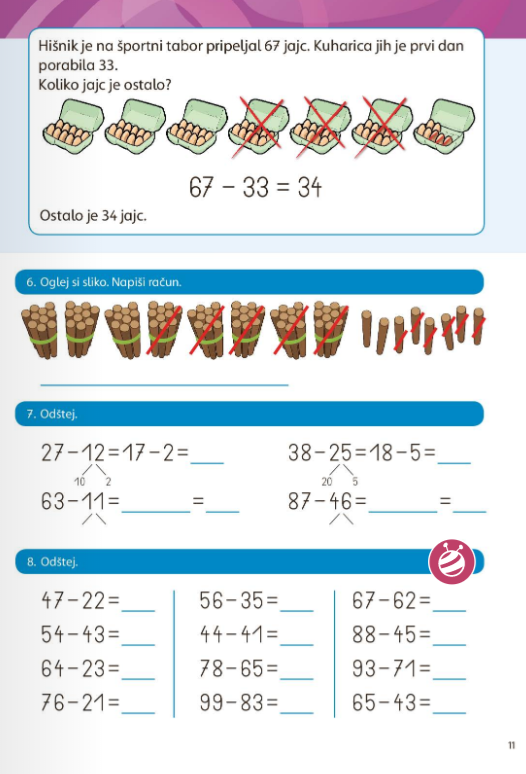 Hišnik je na športni tabor pripeljal 67 jajc. Kuharica jih je prvi dan
porabila 33.
Koliko jajc je ostalo?
67 − 33 = 34
Ostalo je 34 jajc.
6. Oglej si sliko. Napiši račun.
7. Odštej.
27−12=17−2=___ 38−25=18−5=___
10 2 20 5
63−11=___=___ 87−46=___=___
8. Odštej.
47−22=___ 56−35=___ 67−62=___
54−43=___ 44−41=___ 88−45=___
64−23=___ 78−65=___ 93−71=___
76−21=___ 99−83=___ 65−43=___
11